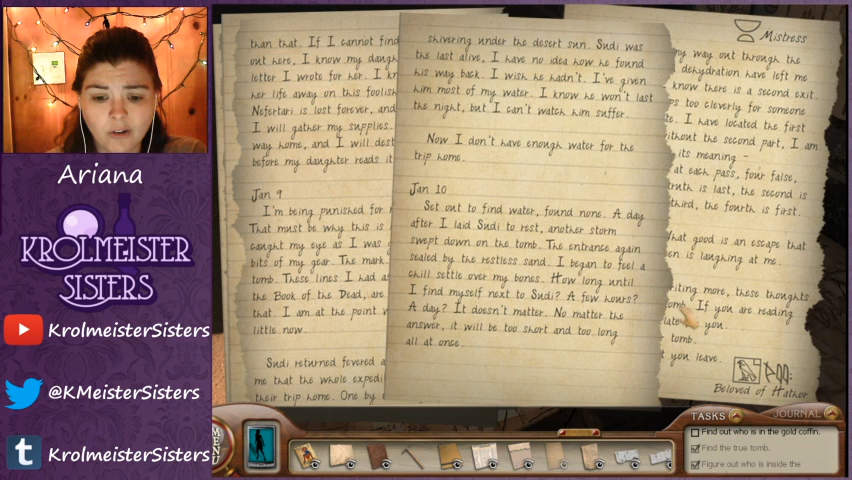 than that. If I cannot find
out here, I know my daugh
letter I wrote for her. I kn
her life away on this foolish
Nefertari is lost forever, and
I will gather my supplies.
way home, and I will dest
before my daughter reads it
Jan 9
I'm being punished for
That must be why this is
caught my eye as I was
bits of my gear. The mark
tomb. These lines I had a
the Book of the Dead, are
that. I am at the point w
little now.
Sudi returned fevered a
me that the whole expedi
their trip home. One by
shivering under the desert sun. Sudi was
the last alive, I have no idea how he found
his way back. I wish he hadn't. I've given
him most of my water. I know he won't last
the night, but I can't watch him suffer.
Now I don't have enough water for the
trip home.
Jan 10
Set out to find water, found none. A day
after I laid Sudi to rest, another storm
swept down on the tomb. The entrance again
sealed by the restless sand. I began to feel a
chill settle over my bones. How long until
I find myself next to Sudi? A few hours?
A day? It doesn't matter. No matter the
answer, it will be too short and too long
all at once.
Mistress
my way out through the
dehydration have left me
know there is a second exit.
ps too cleverly for someone
te. I have located the first
ithout the second part, I am
its meaning -
at each pass, four false,
truth is last, the second is
third, the fourth is first.
What good is an escape that
en is laughing at me.
riting more, these thoughts
tomb. If you are reading
late you.
tomb.
t you leave.
Beloved of Hathor
Ariana
KROLMEISTER
SISTERS
KrolmeisterSisters
@KMeisterSisters
KrolmeisterSisters
MENU
TASKS
JOURNAL
Find out who is in the gold coffin.
Find the true tomb.
Figure out who is inside the